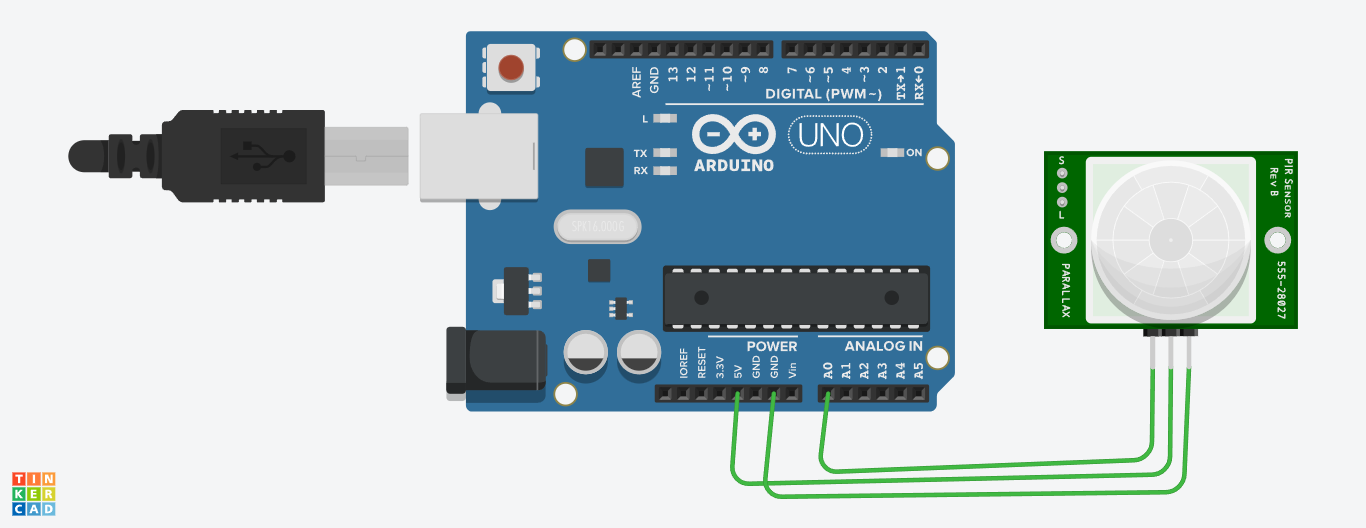 AREF
GND
13
12
~11
~10
~9
8
7
~6
~5
4
~3
2
TX→1
RX←0
DIGITAL (PWM~)
L
TX
RX
UNO
ARDUINO
ON
SPK16.000G
IOREF
RESET
3.3V
5V
GND
GND
Vin
POWER
ANALOG IN
A0
A1
A2
A3
A4
A5
S
L
PARALLAX
PIR SENSOR
REV B
555-28027
TIN
KER
CAD